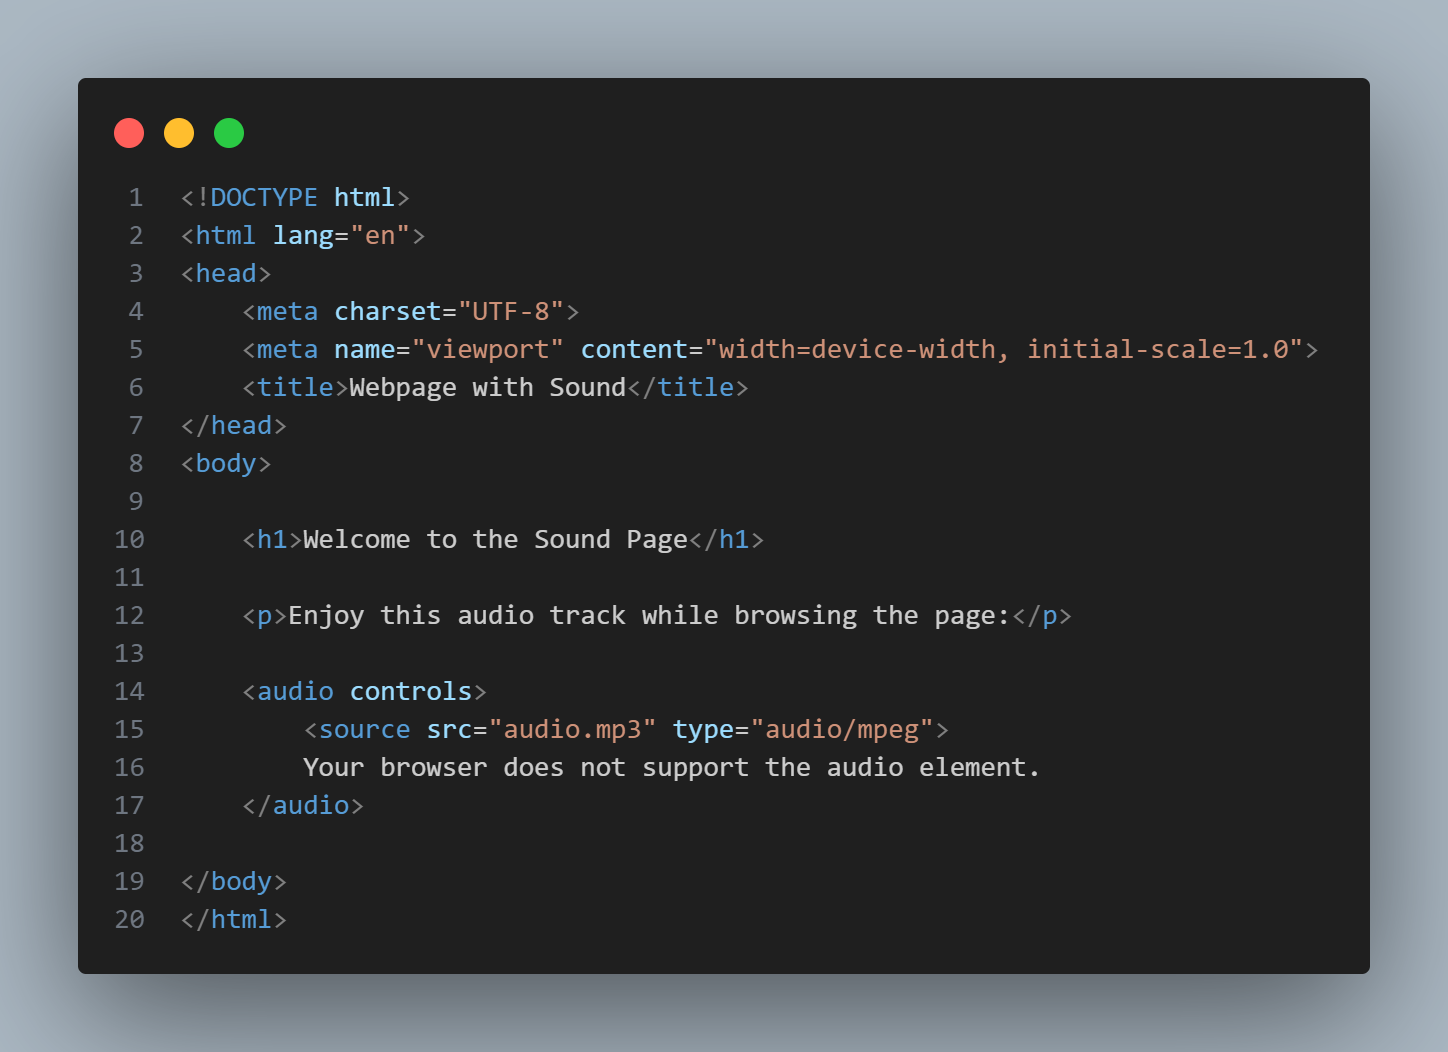 1 <!DOCTYPE html>
2 <html lang="en">
3 <head>
4     <meta charset="UTF-8">
5     <meta name="viewport" content="width=device-width, initial-scale=1.0">
6     <title>Webpage with Sound</title>
7 </head>
8 <body>
9
10     <h1>Welcome to the Sound Page</h1>
11
12     <p>Enjoy this audio track while browsing the page:</p>
13
14     <audio controls>
15         <source src="audio.mp3" type="audio/mpeg">
16         Your browser does not support the audio element.
17     </audio>
18
19 </body>
20 </html>